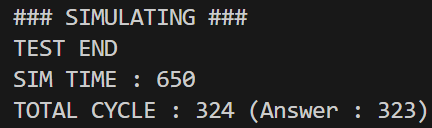 ### SIMULATING ###
TEST END
SIM TIME : 650
TOTAL CYCLE : 324 (Answer : 323)